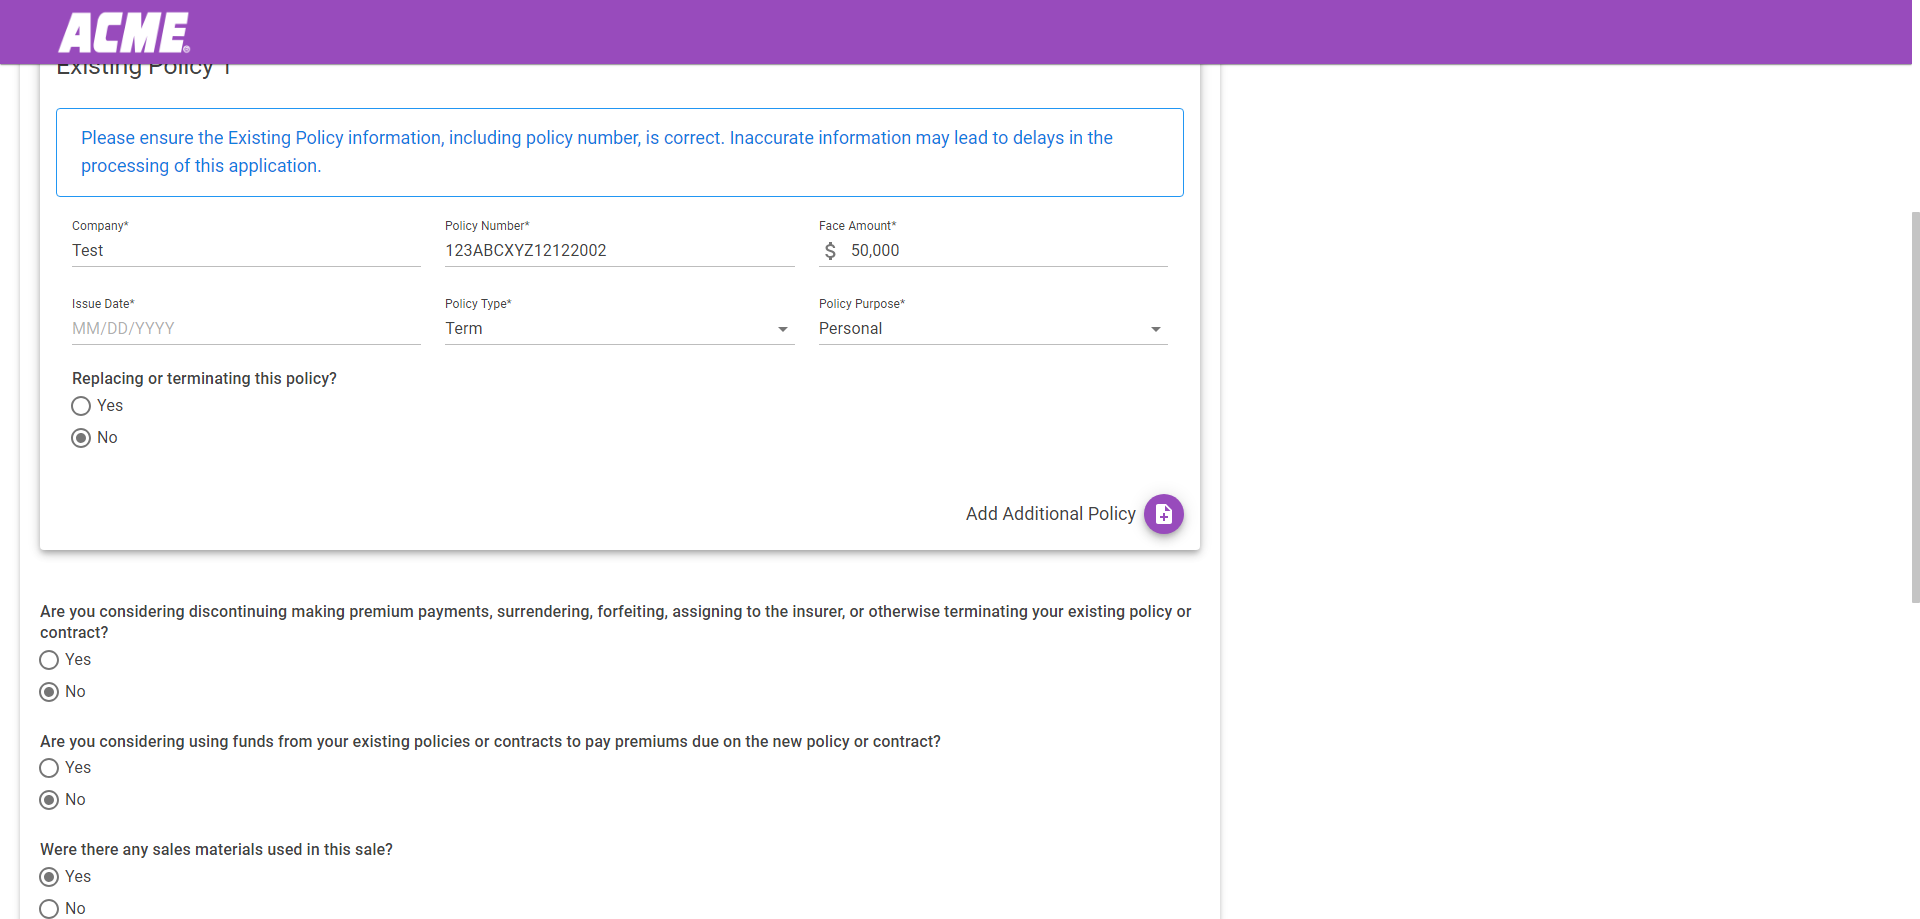 ACME®
Existing Policy 1
Please ensure the Existing Policy information, including policy number, is correct. Inaccurate information may lead to delays in the
processing of this application.
Company* Policy Number* Face Amount*
Test 123ABCXYZ12122002 $ 50,000
Issue Date* Policy Type* Policy Purpose*
MM/DD/YYYY Term Personal
Replacing or terminating this policy?
Yes
No
Add Additional Policy
Are you considering discontinuing making premium payments, surrendering, forfeiting, assigning to the insurer, or otherwise terminating your existing policy or
contract?
Yes
No
Are you considering using funds from your existing policies or contracts to pay premiums due on the new policy or contract?
Yes
No
Were there any sales materials used in this sale?
Yes
No